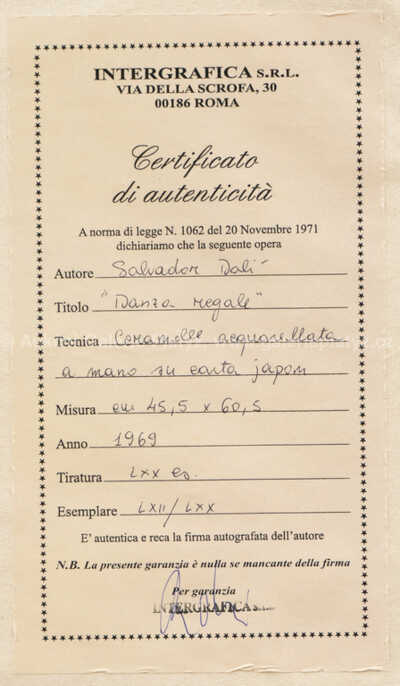 INTERGRAFICA S.R.L.
VIA DELLA SCROFA, 30
00186 ROMA
Certificato
di autenticità
A norma di legge N. 1062 del 20 Novembre 1971
dichiariamo che la seguente opera
Autore Salvador Dalí
Titolo "Danza regale"
Tecnica acquarellata
a mano su carta japon
Misura cm 45,5 x 60,5
Anno 1969
Tiratura LXX es.
Esemplare LXII/LXX
E' autentica e reca la firma autografata dell'autore
N.B. La presente garanzia è nulla se mancante della firma
Per garanzia
INTERGRAFICA S.r.l.